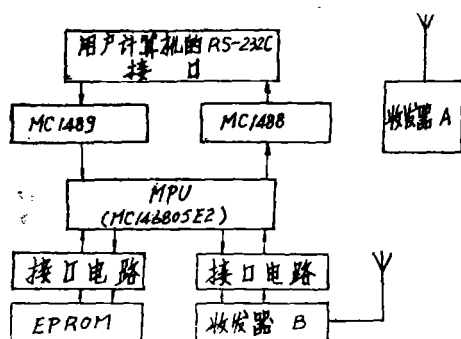 用户计算机的 RS-232C
接 口
MC1489
MC1488
收发器 A
MPU
(MC146805E2)
接口电路
接口电路
EPROM
收发器 B